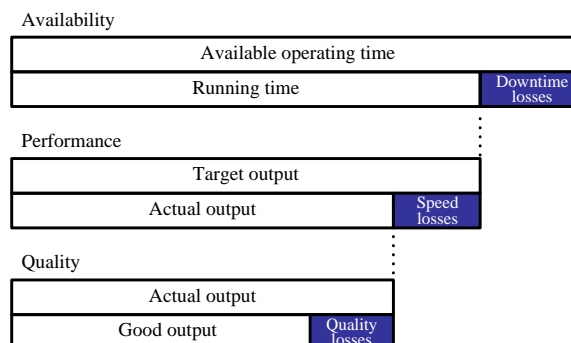 Availability
Available operating time
Running time
Downtime
losses
Performance
Target output
Actual output
Speed
losses
Quality
Actual output
Good output
Quality
losses